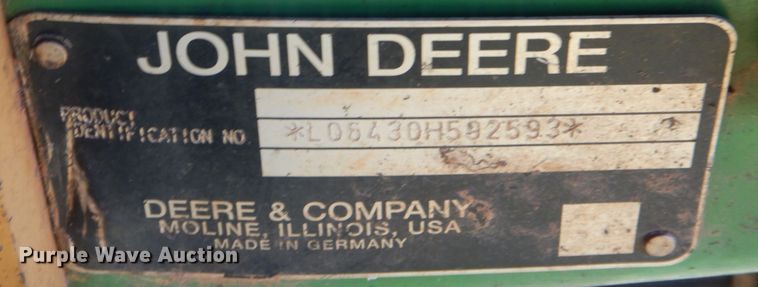 JOHN DEERE
PRODUCT
IDENTIFICATION NO
*L06430H592593*
DEERE & COMPANY
MOLINE, ILLINOIS, USA
MADE IN GERMANY
Purple Wave Auction